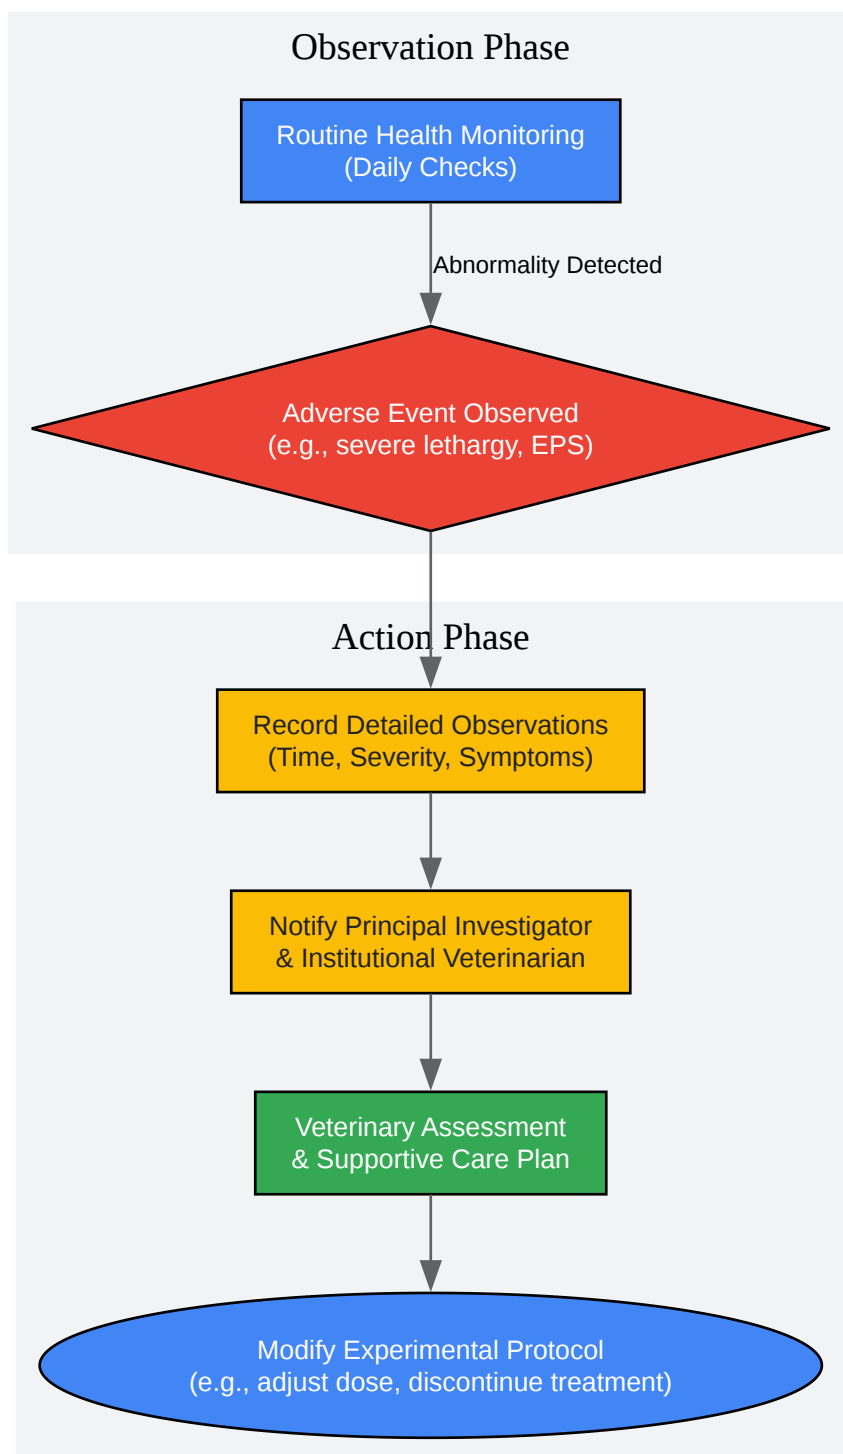 Observation Phase
Routine Health Monitoring
(Daily Checks)
Abnormality Detected
Adverse Event Observed
(e.g., severe lethargy, EPS)
Action Phase
Record Detailed Observations
(Time, Severity, Symptoms)
Notify Principal Investigator
& Institutional Veterinarian
Veterinary Assessment
& Supportive Care Plan
Modify Experimental Protocol
(e.g., adjust dose, discontinue treatment)